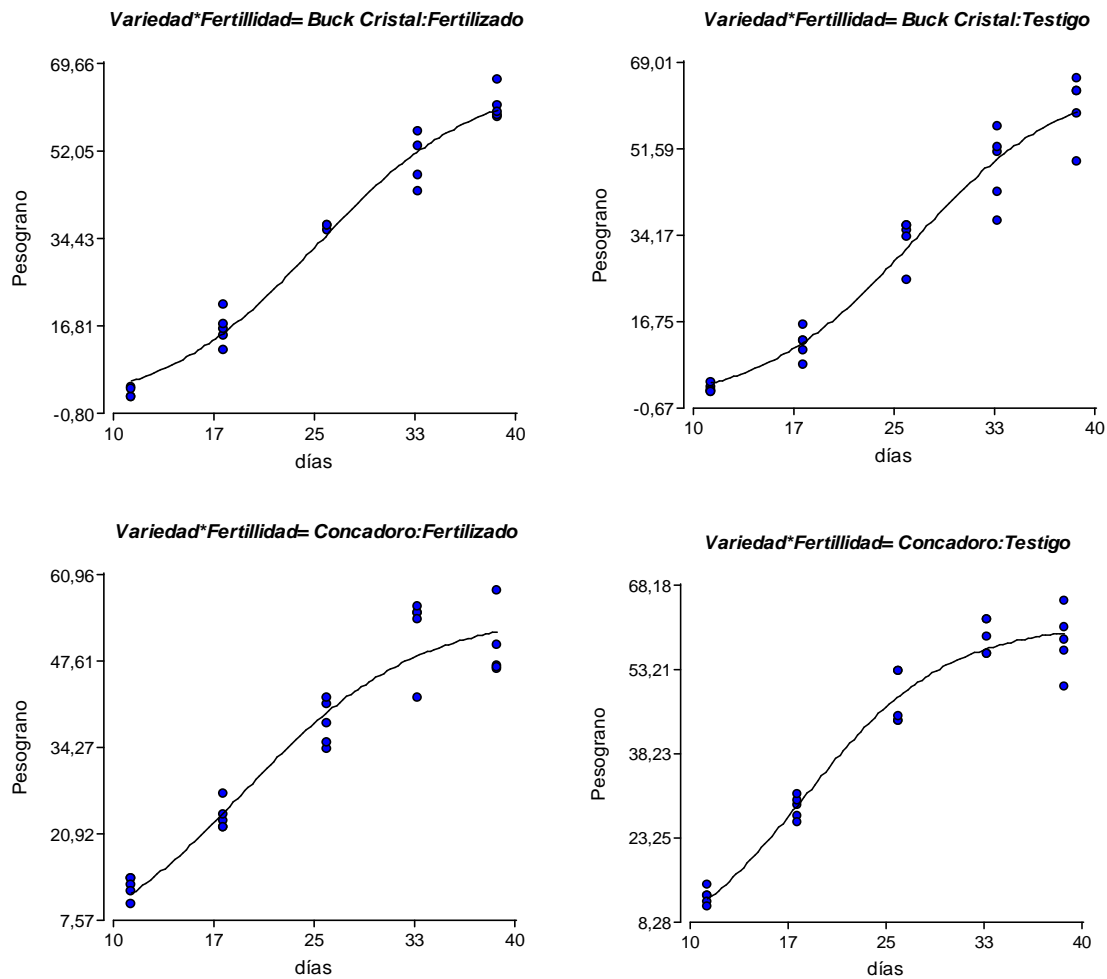 Variedad*Fertillidad= Buck Cristal:Fertilizado
69,66
52,05
34,43
16,81
-0,80
Pesograno
10 17 25 33 40
días
Variedad*Fertillidad= Buck Cristal:Testigo
69,01
51,59
34,17
16,75
-0,67
Pesograno
10 17 25 33 40
días
Variedad*Fertillidad= Concadoro:Fertilizado
60,96
47,61
34,27
20,92
7,57
Pesograno
10 17 25 33 40
días
Variedad*Fertillidad= Concadoro:Testigo
68,18
53,21
38,23
23,25
8,28
Pesograno
10 17 25 33 40
días